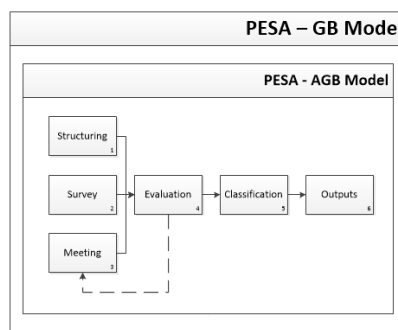 PESA – GB Mode
PESA - AGB Model
Structuring
1
Survey
2
Evaluation
4
Classification
5
Outputs
6
Meeting
3